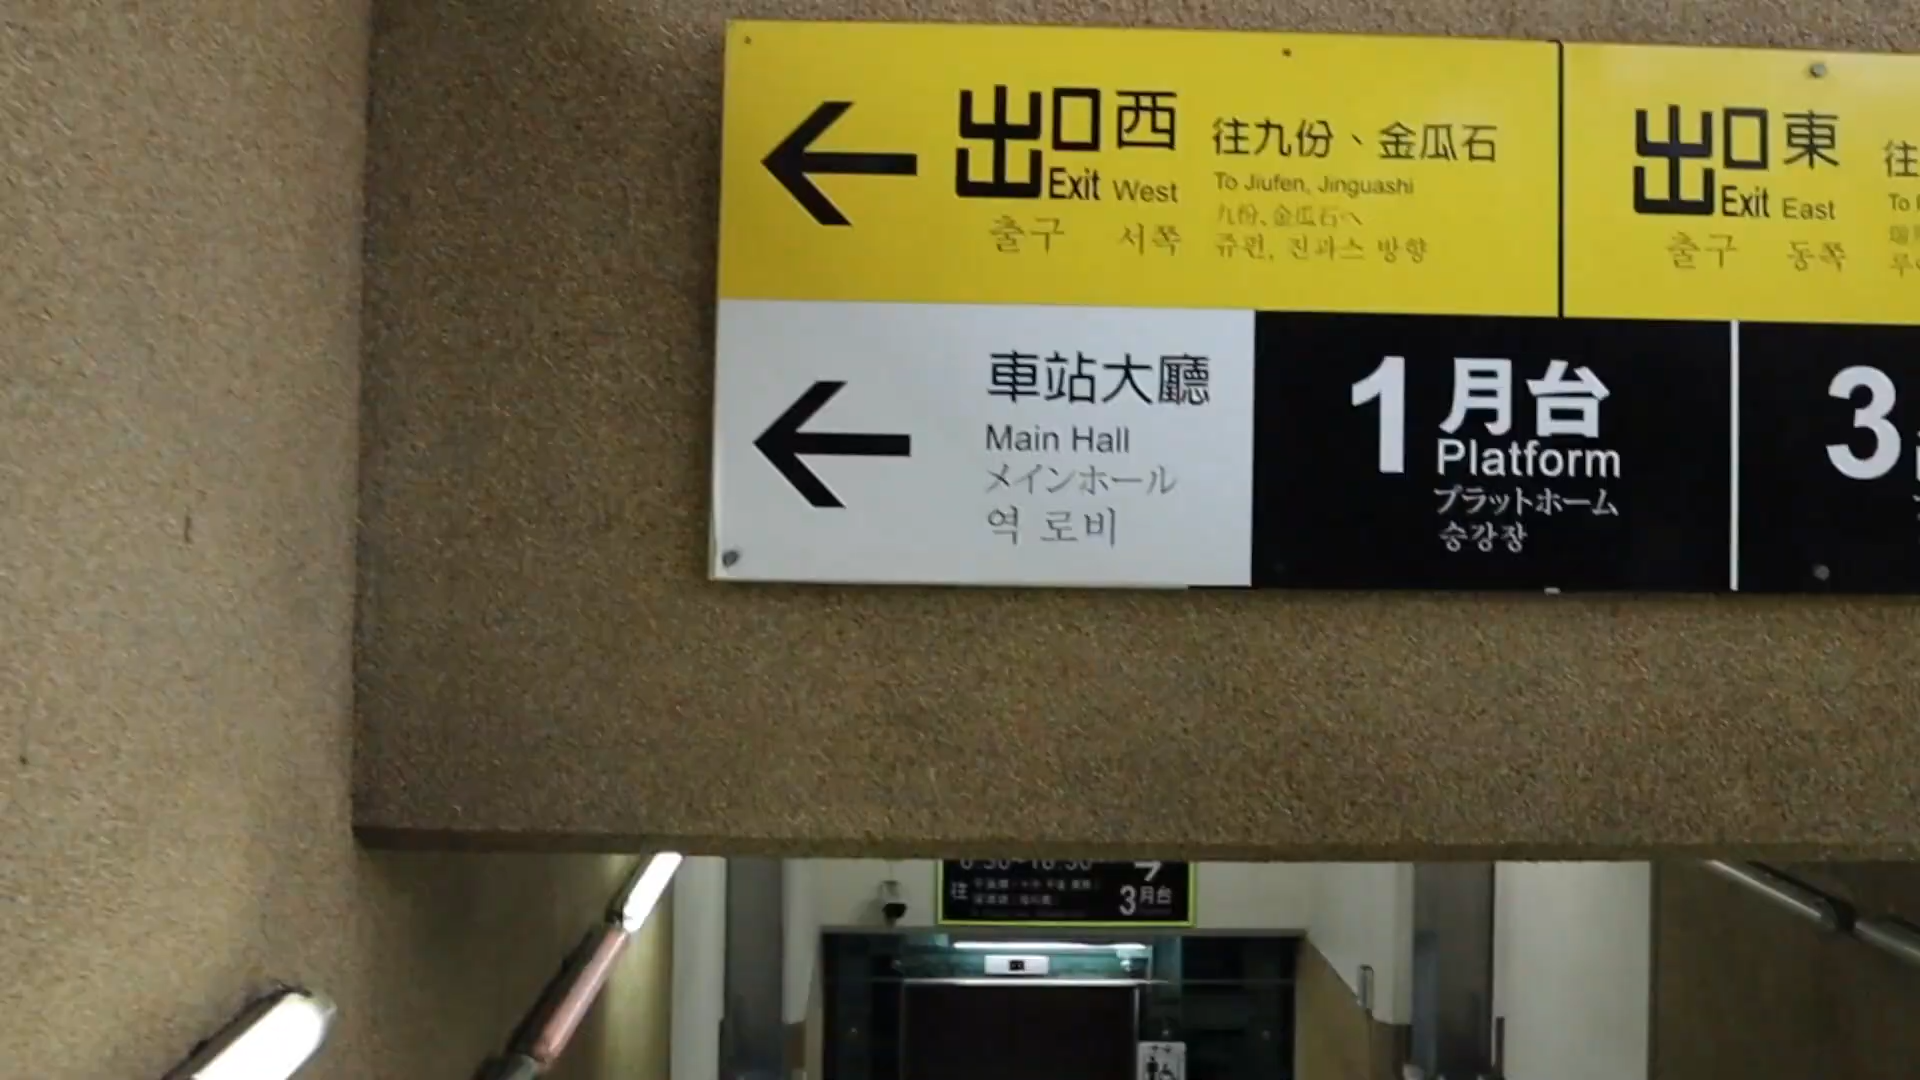 出口 西
Exit West
출구 서쪽
往九份、金瓜石
To Jiufen, Jinguashi
九份、金瓜石へ
쥬펀, 진과스 방향
出口 東
Exit East
출구 동쪽
往
To
車站大廳
Main Hall
メインホール
역 로비
1 月台
Platform
プラットホーム
승강장
3
往
3月台